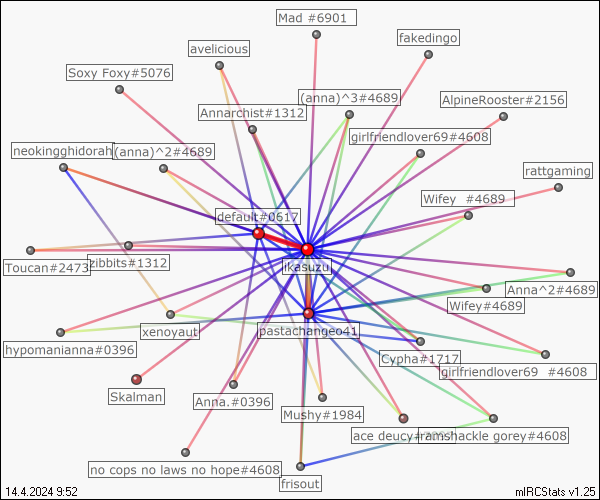 Mad #6901
fakedingo
avelicious
Soxy Foxy#5076
(anna)^3#4689
AlpineRooster#2156
Annarchist#1312
girlfriendlover69#4608
neokingghidorah
(anna)^2#4689
rattgaming
Wifey #4689
default#0617
Toucan#2473
zibbits#1312
ikasuzu
Anna^2#4689
Wifey#4689
xenoyaut
pastachange041
hypomanianna#0396
Cypha#1717
girlfriendlover69 #4608
Skalman
Anna.#0396
Mushy#1984
ace deucy
ramshackle gorey#4608
no cops no laws no hope#4608
frisout
14.4.2024 9:52
mIRCStats v1.25